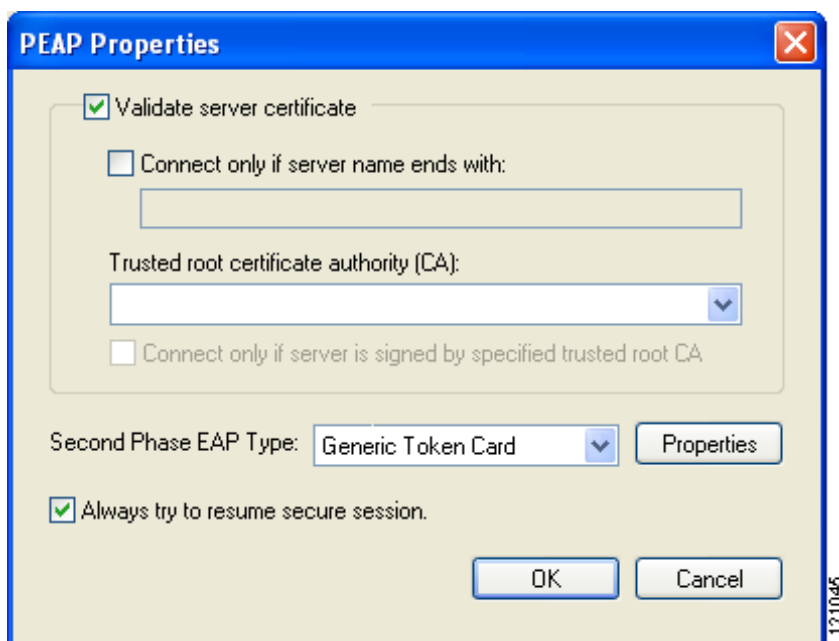 PEAP Properties
Validate server certificate
Connect only if server name ends with:
Trusted root certificate authority (CA):
Connect only if server is signed by specified trusted root CA
Second Phase EAP Type: Generic Token Card Properties
Always try to resume secure session.
OK Cancel